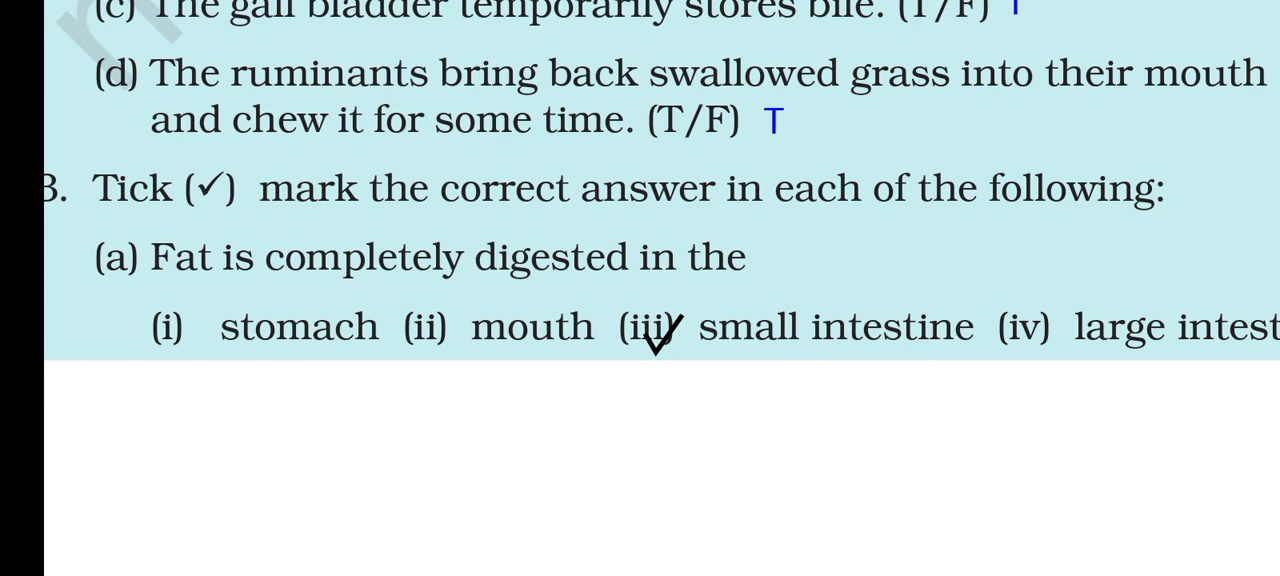 (c) The gall bladder temporarily stores bile. (T/F) T
(d) The ruminants bring back swallowed grass into their mouth
and chew it for some time. (T/F) T
3. Tick (✓) mark the correct answer in each of the following:
(a) Fat is completely digested in the
(i) stomach (ii) mouth (iii) ✓ small intestine (iv) large intest